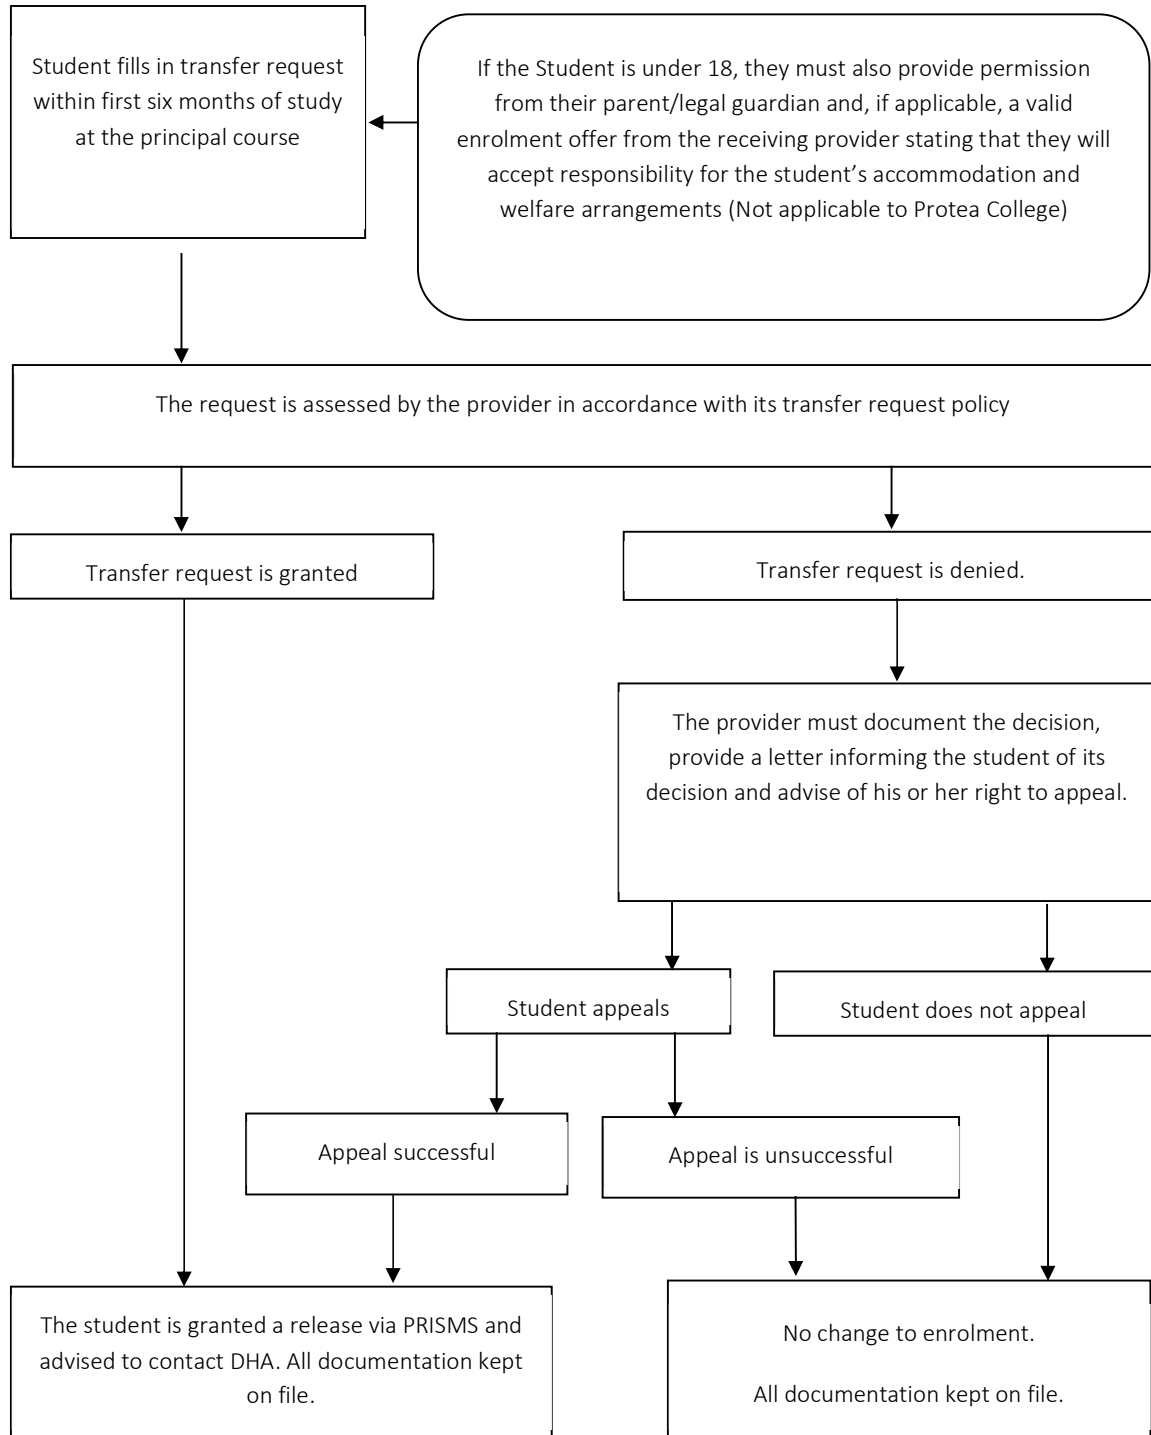 Student fills in transfer request
within first six months of study
at the principal course
If the Student is under 18, they must also provide permission
from their parent/legal guardian and, if applicable, a valid
enrolment offer from the receiving provider stating that they will
accept responsibility for the student’s accommodation and
welfare arrangements (Not applicable to Protea College)
The request is assessed by the provider in accordance with its transfer request policy
Transfer request is granted
Transfer request is denied.
The provider must document the decision,
provide a letter informing the student of its
decision and advise of his or her right to appeal.
Student appeals
Student does not appeal
Appeal successful
Appeal is unsuccessful
The student is granted a release via PRISMS and
advised to contact DHA. All documentation kept
on file.
No change to enrolment.
All documentation kept on file.